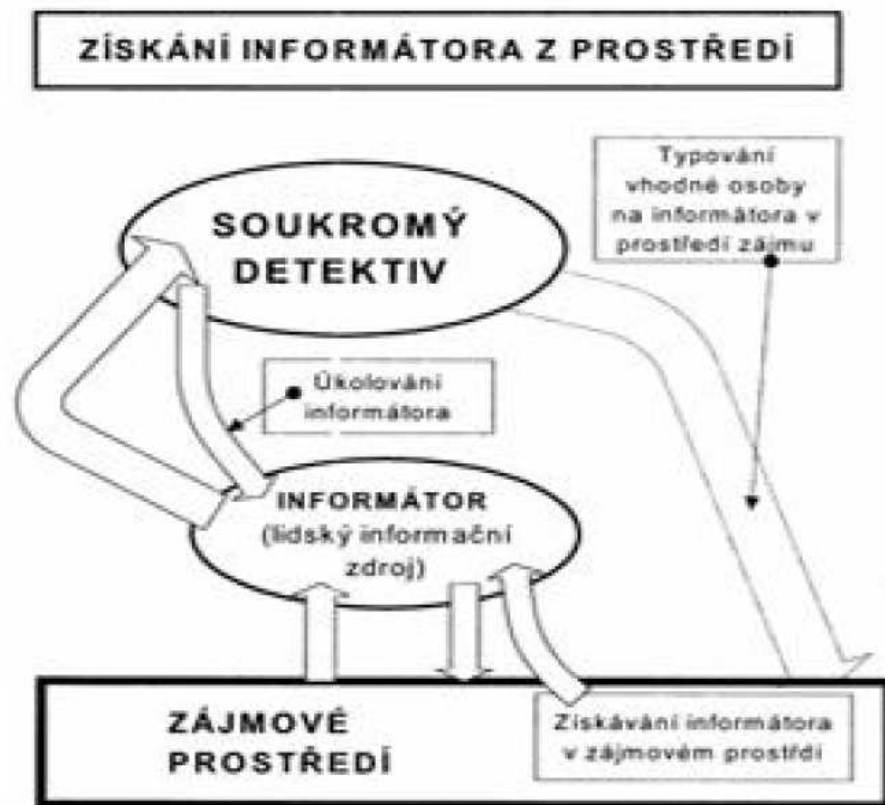 ZÍSKÁNÍ INFORMÁTORA Z PROSTŘEDÍ
Typování
vhodné osoby
na informátora v
prostředí zájmu
SOUKROMÝ
DETEKTIV
Úkolování
informátora
INFORMÁTOR
(lidský informační
zdroj)
ZÁJMOVÉ
PROSTŘEDÍ
Získávání informátora
v zájmovém prostřdí